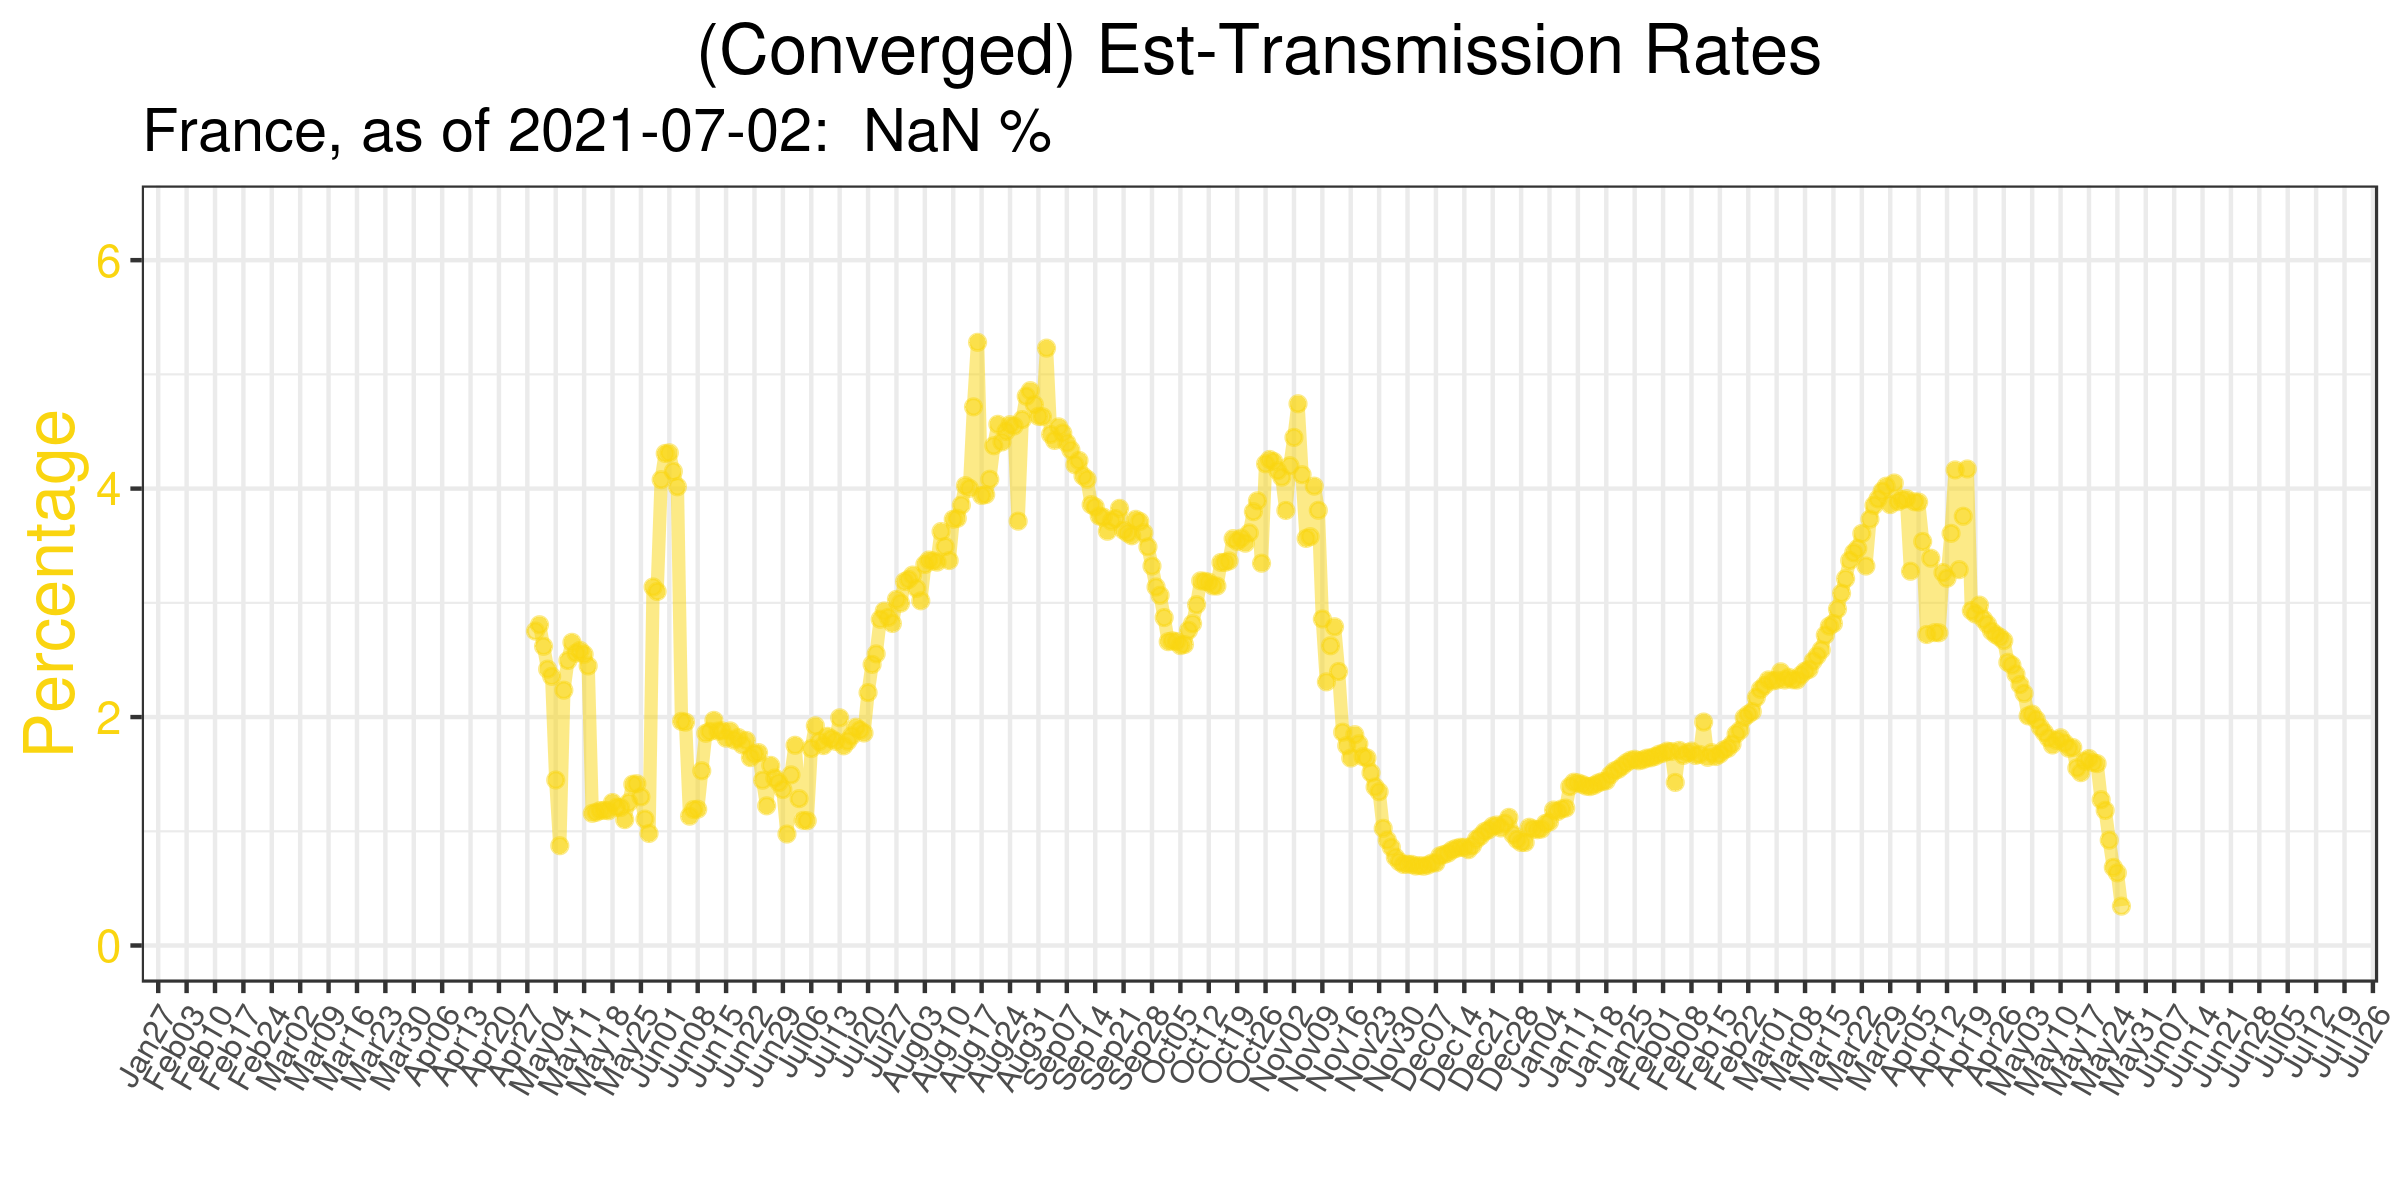 (Converged) Est-Transmission Rates
France, as of 2021-07-02:  NaN %
Percentage
6
4
2
0
Jan27
Feb03
Feb10
Feb17
Feb24
Mar02
Mar09
Mar16
Mar23
Mar30
Apr06
Apr13
Apr20
Apr27
May04
May11
May18
May25
Jun01
Jun08
Jun15
Jun22
Jun29
Jul06
Jul13
Jul20
Jul27
Aug03
Aug10
Aug17
Aug24
Aug31
Sep07
Sep14
Sep21
Sep28
Oct05
Oct12
Oct19
Oct26
Nov02
Nov09
Nov16
Nov23
Nov30
Dec07
Dec14
Dec21
Dec28
Jan04
Jan11
Jan18
Jan25
Feb01
Feb08
Feb15
Feb22
Mar01
Mar08
Mar15
Mar22
Mar29
Apr05
Apr12
Apr19
Apr26
May03
May10
May17
May24
May31
Jun07
Jun14
Jun21
Jun28
Jul05
Jul12
Jul19
Jul26